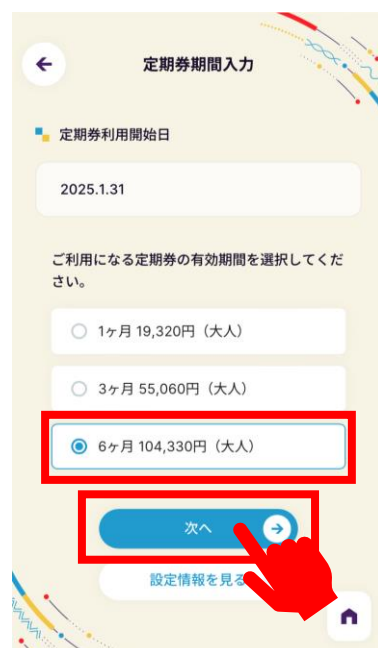 定期券期間入力
定期券利用開始日
2025.1.31
ご利用になる定期券の有効期間を選択してくだ
さい。
1ヶ月 19,320円（大人）
3ヶ月 55,060円（大人）
6ヶ月 104,330円（大人）
次へ
設定情報を見る